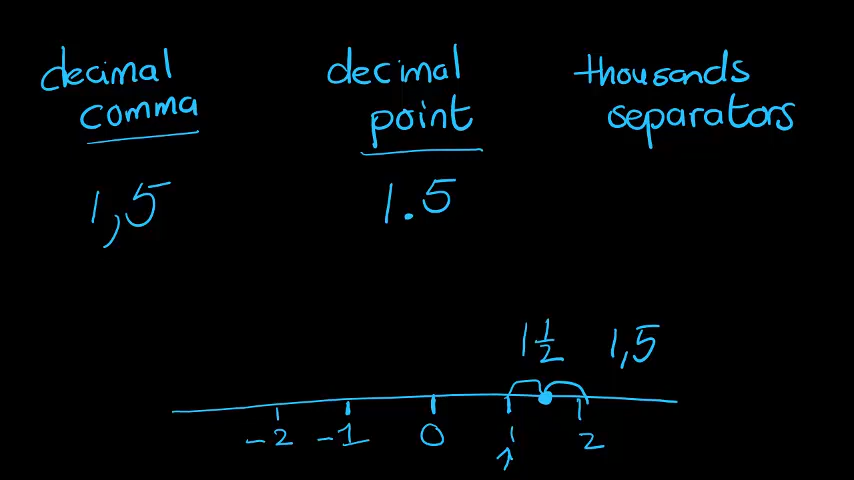 decimal comma
decimal point
thousands separators
1,5
1.5
1 1/2
1,5
-2 -1 0 1 2